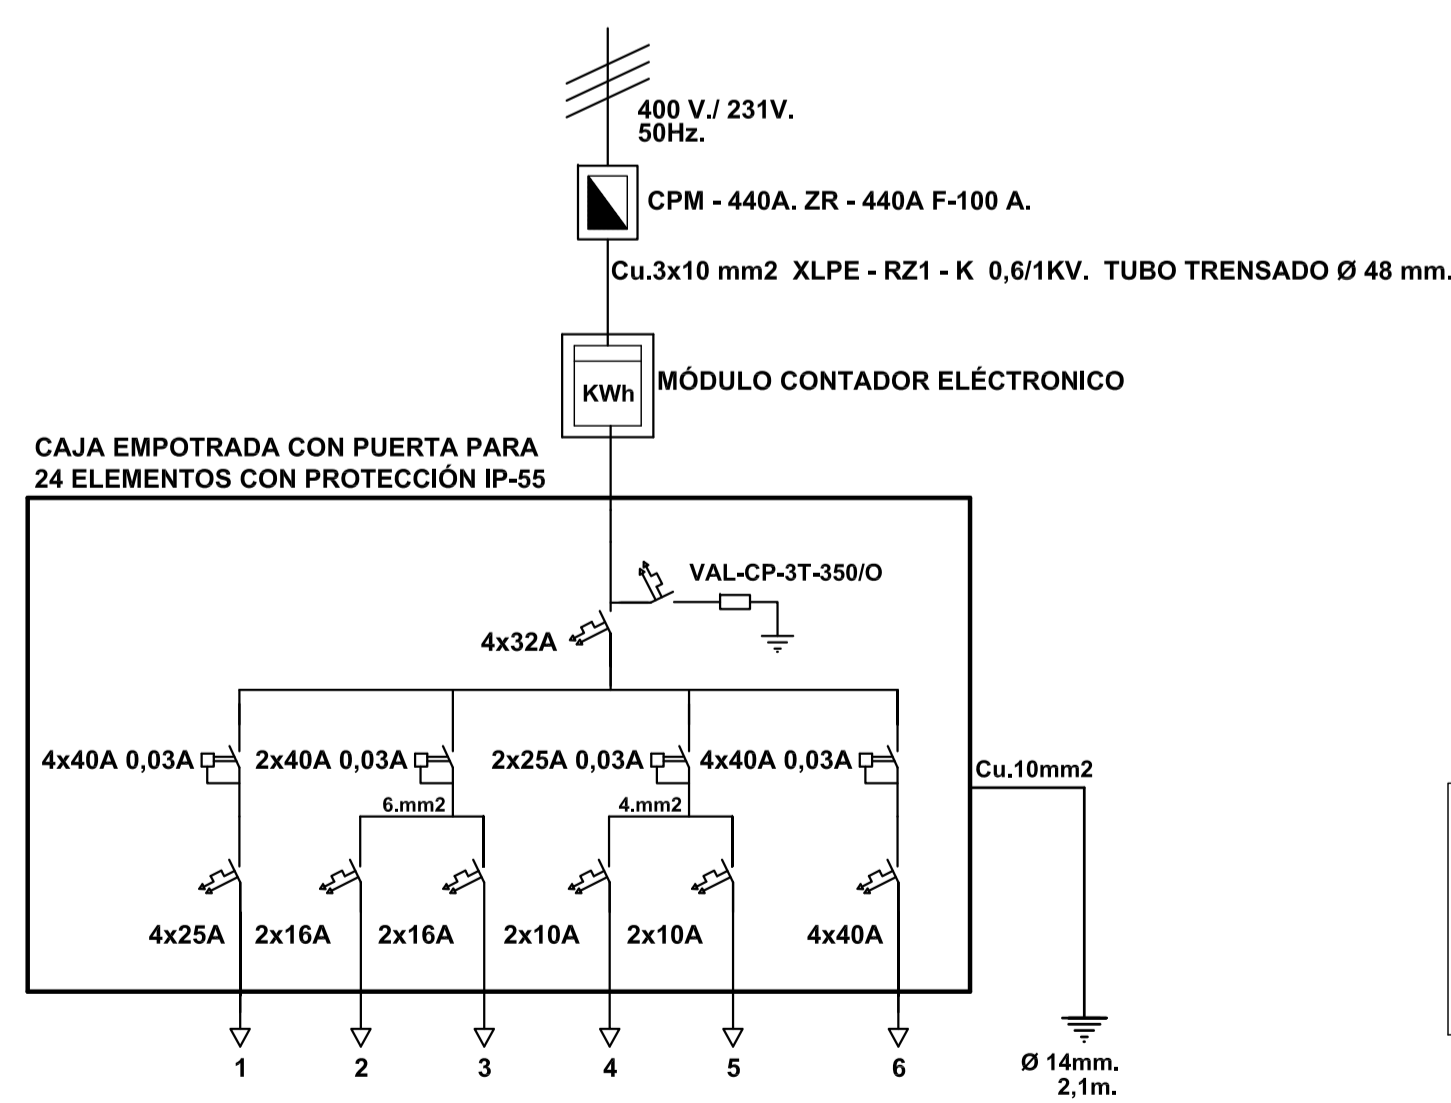 400 V./ 231V.
50Hz.
CPM - 440A. ZR - 440A F-100 A.
Cu.3x10 mm2 XLPE - RZ1 - K 0,6/1KV. TUBO TRENSADO Ø 48 mm.
KWh
MÓDULO CONTADOR ELÉCTRONICO
CAJA EMPOTRADA CON PUERTA PARA
24 ELEMENTOS CON PROTECCIÓN IP-55
VAL-CP-3T-350/O
4x32A
4x40A 0,03A
2x40A 0,03A
2x25A 0,03A
4x40A 0,03A
Cu.10mm2
6.mm2
4.mm2
4x25A
2x16A
2x16A
2x10A
2x10A
4x40A
1
2
3
4
5
6
Ø 14mm.
2,1m.